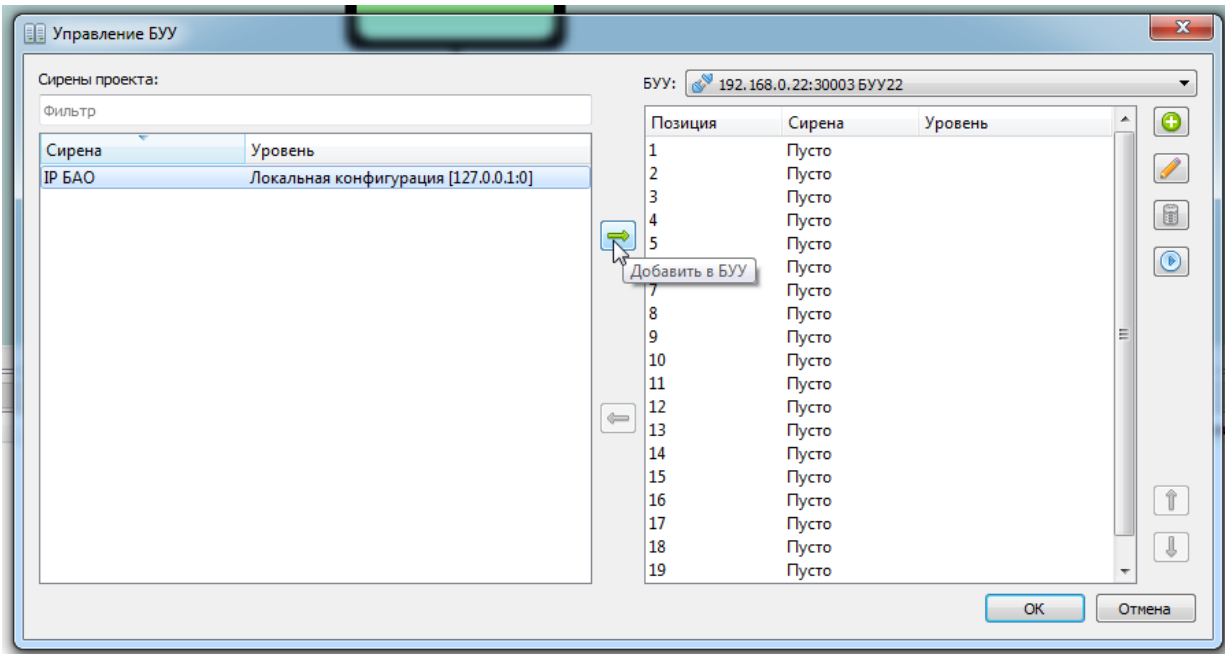 Управление БУУ
Сирены проекта:
Фильтр
Сирена Уровень
IP БАО Локальная конфигурация [127.0.0.1:0]
Добавить в БУУ
БУУ: 192.168.0.22:30003 БУУ22
Позиция Сирена Уровень
1 Пусто
2 Пусто
3 Пусто
4 Пусто
5 Пусто
Пусто
7 Пусто
8 Пусто
9 Пусто
10 Пусто
11 Пусто
12 Пусто
13 Пусто
14 Пусто
15 Пусто
16 Пусто
17 Пусто
18 Пусто
19 Пусто
OK Отмена